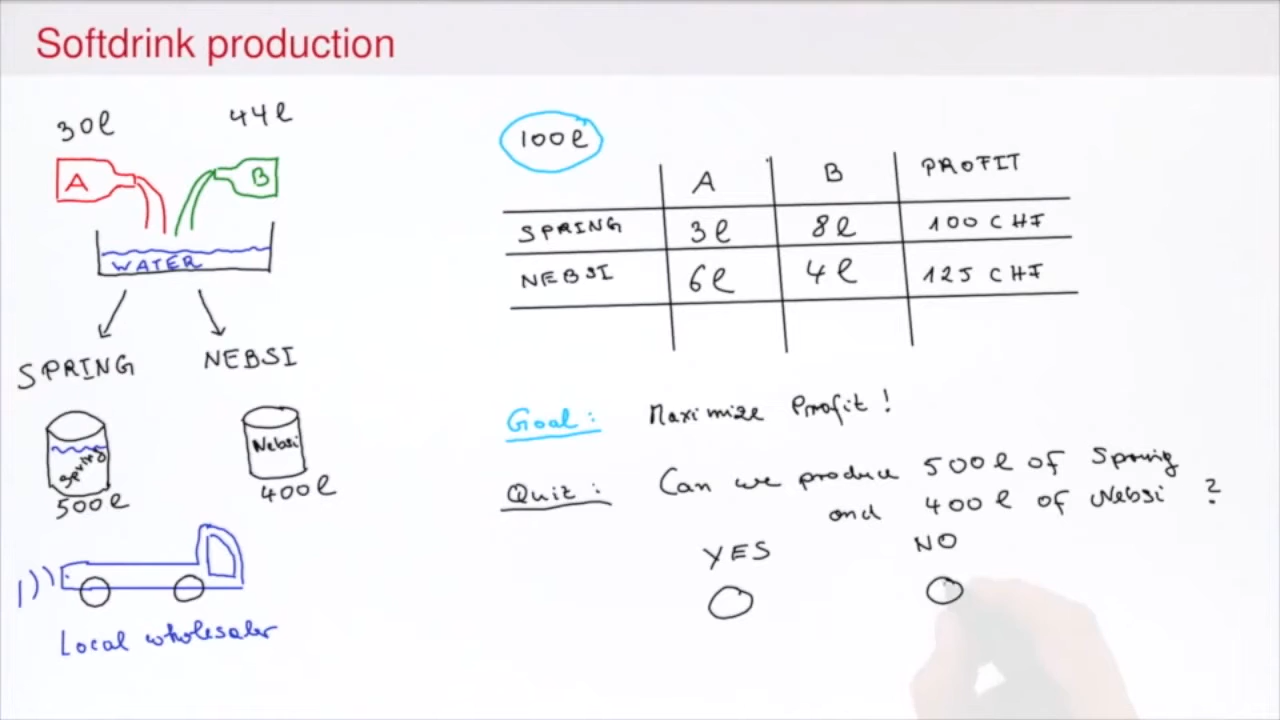 Softdrink production
30l 44l
A B
WATER
SPRING NEBSI
Spring Nebsi
500l 400l
Local wholesaler
100l
A B PROFIT
SPRING 3l 8l 100 CHF
NEBSI 6l 4l 125 CHF
Goal: Maximize Profit!
Quiz: Can we produce 500l of Spring
and 400l of Nebsi ?
YES NO